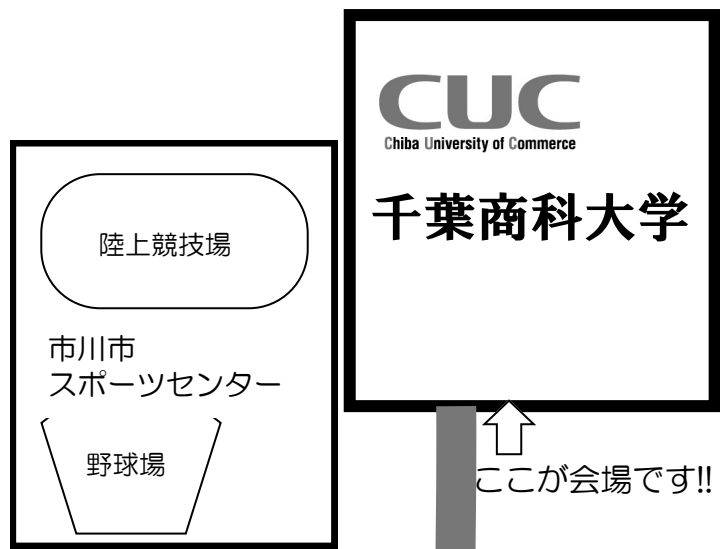 CUC
Chiba University of Commerce
千葉商科大学
陸上競技場
市川市
スポーツセンター
野球場
ここが会場です!!